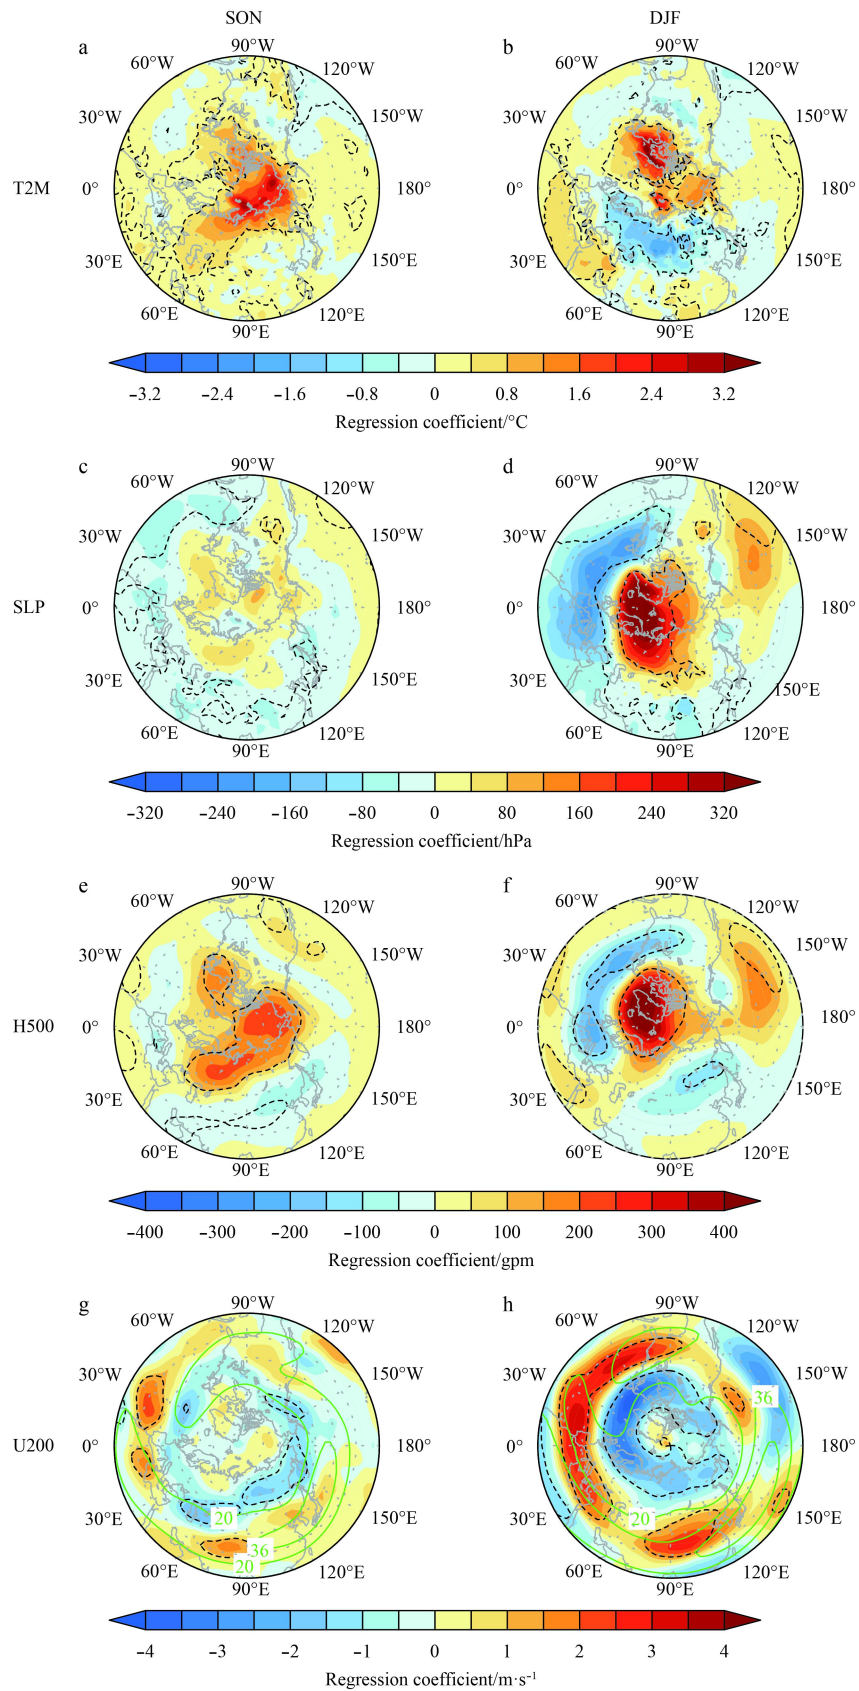 SON DJF
a b
90°W 90°W
60°W 120°W 60°W 120°W
30°W 150°W 30°W 150°W
T2M 0° 180° 0° 180°
30°E 150°E 30°E 150°E
60°E 120°E 60°E 120°E
90°E 90°E
-3.2 -2.4 -1.6 -0.8 0 0.8 1.6 2.4 3.2
Regression coefficient/°C
c d
90°W 90°W
60°W 120°W 60°W 120°W
30°W 150°W 30°W 150°W
SLP 0° 180° 0° 180°
30°E 150°E 30°E 150°E
60°E 120°E 60°E 120°E
90°E 90°E
-320 -240 -160 -80 0 80 160 240 320
Regression coefficient/hPa
e f
90°W 90°W
60°W 120°W 60°W 120°W
30°W 150°W 30°W 150°W
H500 0° 180° 0° 180°
30°E 150°E 30°E 150°E
60°E 120°E 60°E 120°E
90°E 90°E
-400 -300 -200 -100 0 100 200 300 400
Regression coefficient/gpm
g h
90°W 90°W
60°W 120°W 60°W 120°W
30°W 150°W 30°W 150°W
36
U200 0° 180° 0° 180°
30°E 20 150°E 30°E 20 150°E
36
20
60°E 120°E 60°E 120°E
90°E 90°E
-4 -3 -2 -1 0 1 2 3 4
Regression coefficient/m·s⁻¹